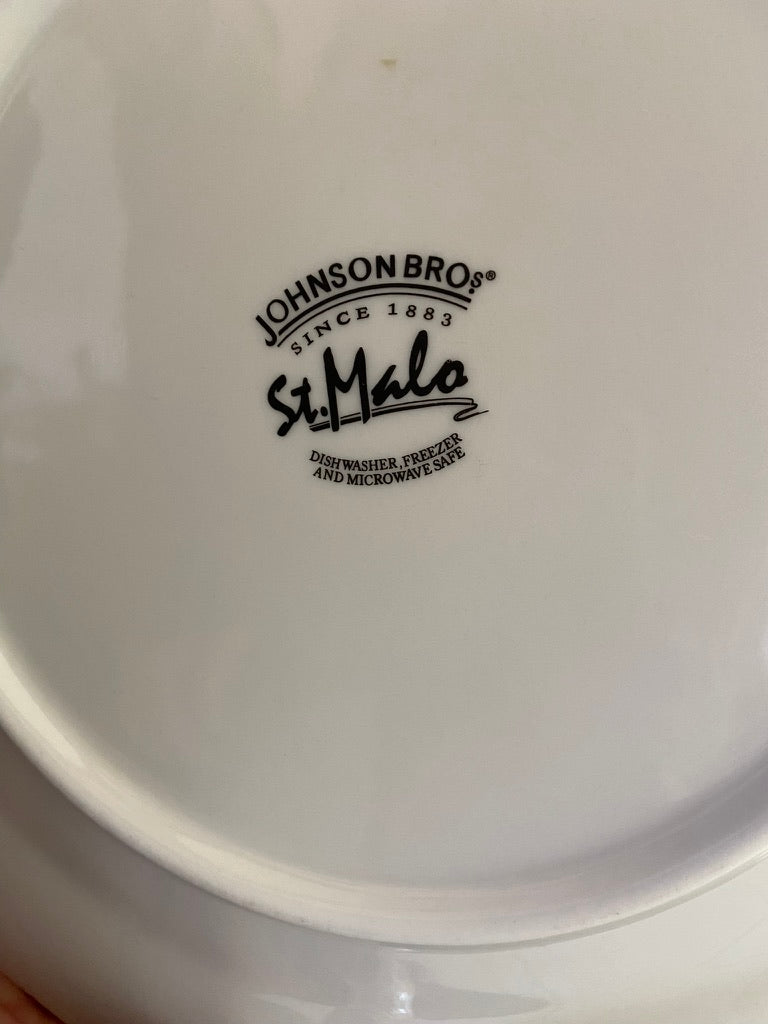 JOHNSON BROS®
SINCE 1883
St. Malo
DISHWASHER, FREEZER
AND MICROWAVE SAFE